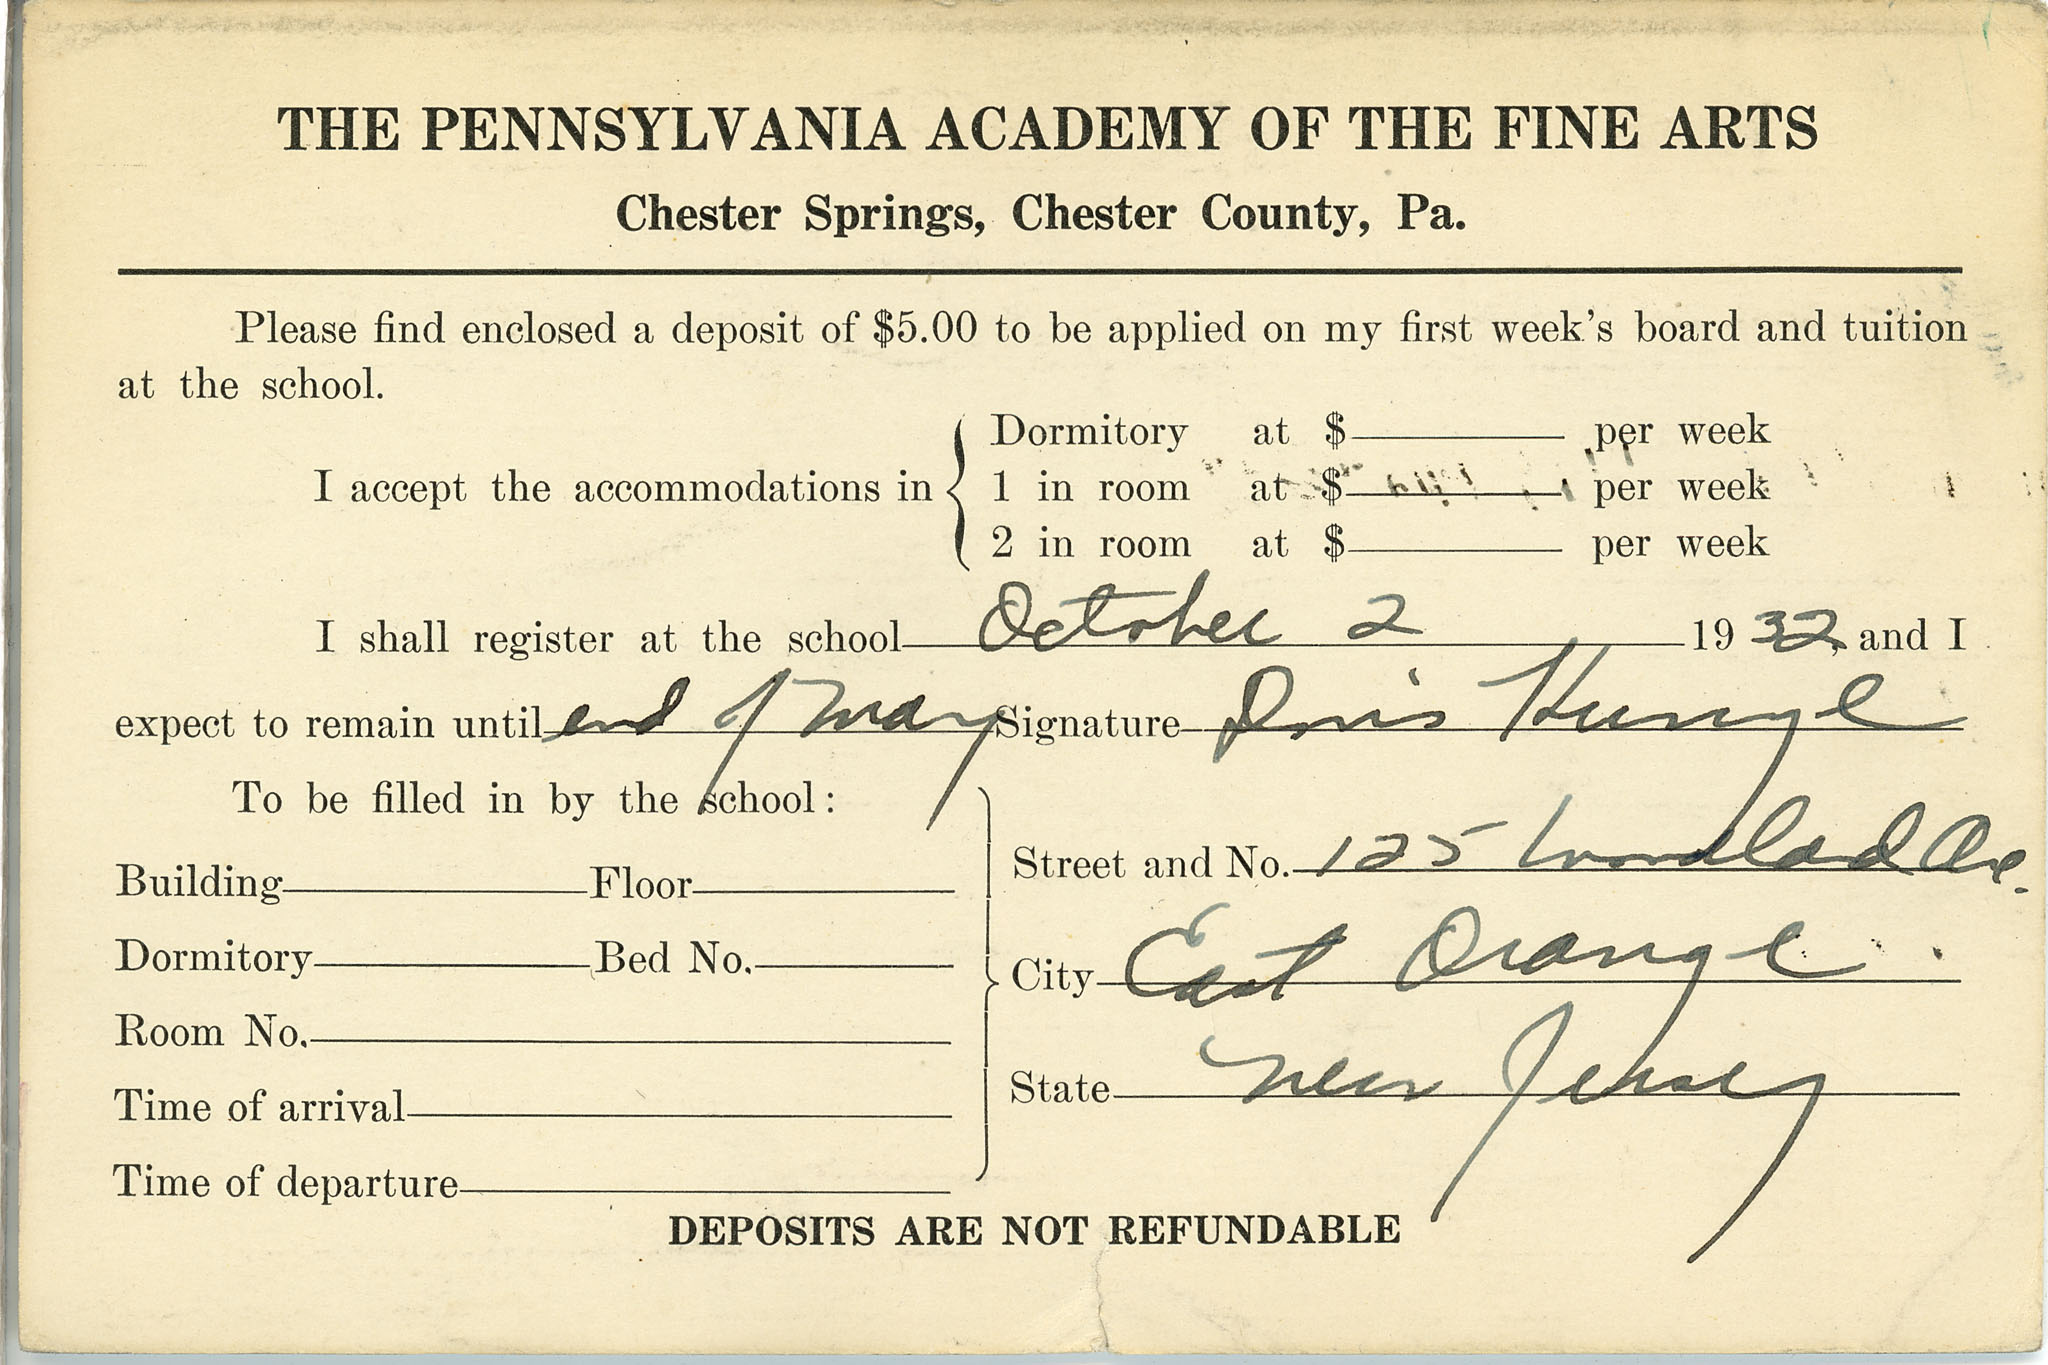 THE PENNSYLVANIA ACADEMY OF THE FINE ARTS
Chester Springs, Chester County, Pa.
Please find enclosed a deposit of $5.00 to be applied on my first week's board and tuition
at the school.
I accept the accommodations in
Dormitory at $ per week
1 in room at $ per week
2 in room at $ per week
I shall register at the school October 2 1932, and I
expect to remain until end of May Signature Doris
To be filled in by the school:
Building Floor
Dormitory Bed No.
Room No.
Time of arrival
Time of departure
Street and No. 125 Woodland Ave.
City East Orange
State New Jersey
DEPOSITS ARE NOT REFUNDABLE